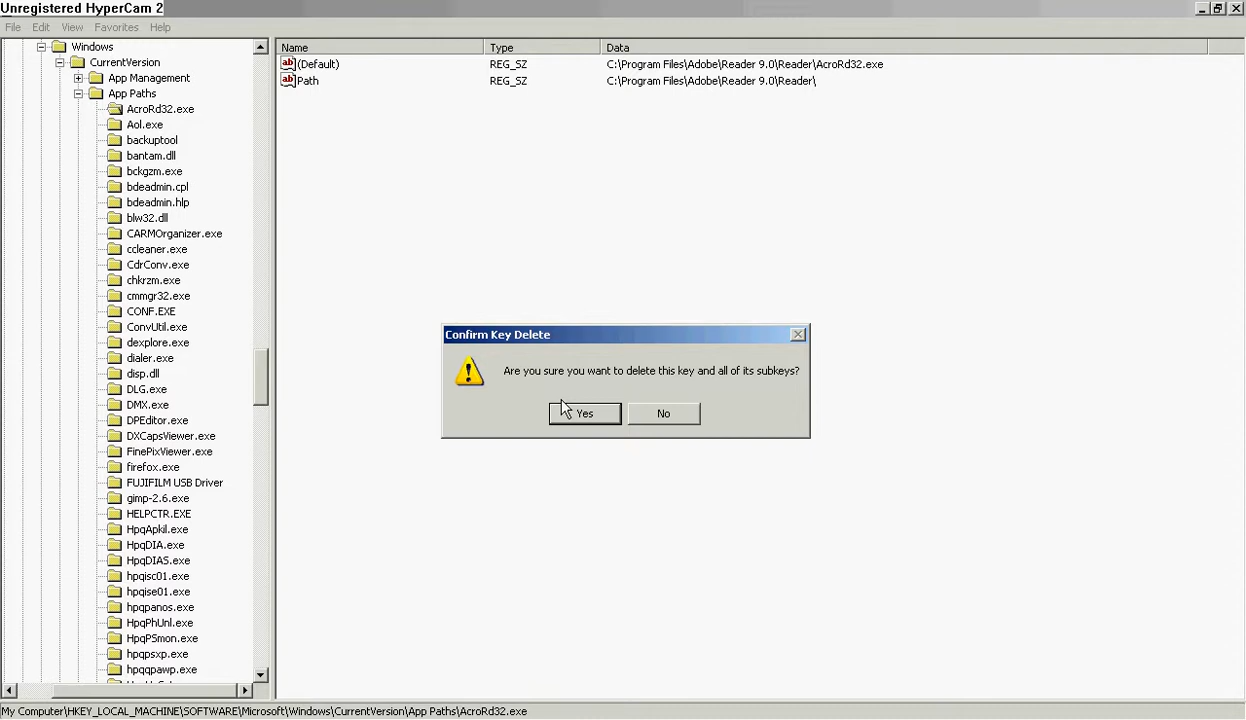 Unregistered HyperCam 2
File Edit View Favorites Help
Windows
CurrentVersion
App Management
App Paths
AcroRd32.exe
Aol.exe
backuptool
bantam.dll
bckgzm.exe
bdeadmin.cpl
bdeadmin.hlp
blw32.dll
CARMOrganizer.exe
ccleaner.exe
CdrConv.exe
chkrzm.exe
cmmgr32.exe
CONF.EXE
ConvUtil.exe
dexplore.exe
dialer.exe
disp.dll
DLG.exe
DMX.exe
DPEditor.exe
DXCapsViewer.exe
FinePixViewer.exe
firefox.exe
FUJIFILM USB Driver
gimp-2.6.exe
HELPCTR.EXE
HpqApkil.exe
HpqDIA.exe
HpqDIAS.exe
hpqisc01.exe
hpqise01.exe
hpqpanos.exe
HpqPhUnl.exe
HpqPSmon.exe
hpqpsxp.exe
hpqqpawp.exe
Name Type Data
(Default) REG_SZ C:\Program Files\Adobe\Reader 9.0\Reader\AcroRd32.exe
Path REG_SZ C:\Program Files\Adobe\Reader 9.0\Reader\
Confirm Key Delete
Are you sure you want to delete this key and all of its subkeys?
Yes No
My Computer\HKEY_LOCAL_MACHINE\SOFTWARE\Microsoft\Windows\CurrentVersion\App Paths\AcroRd32.exe